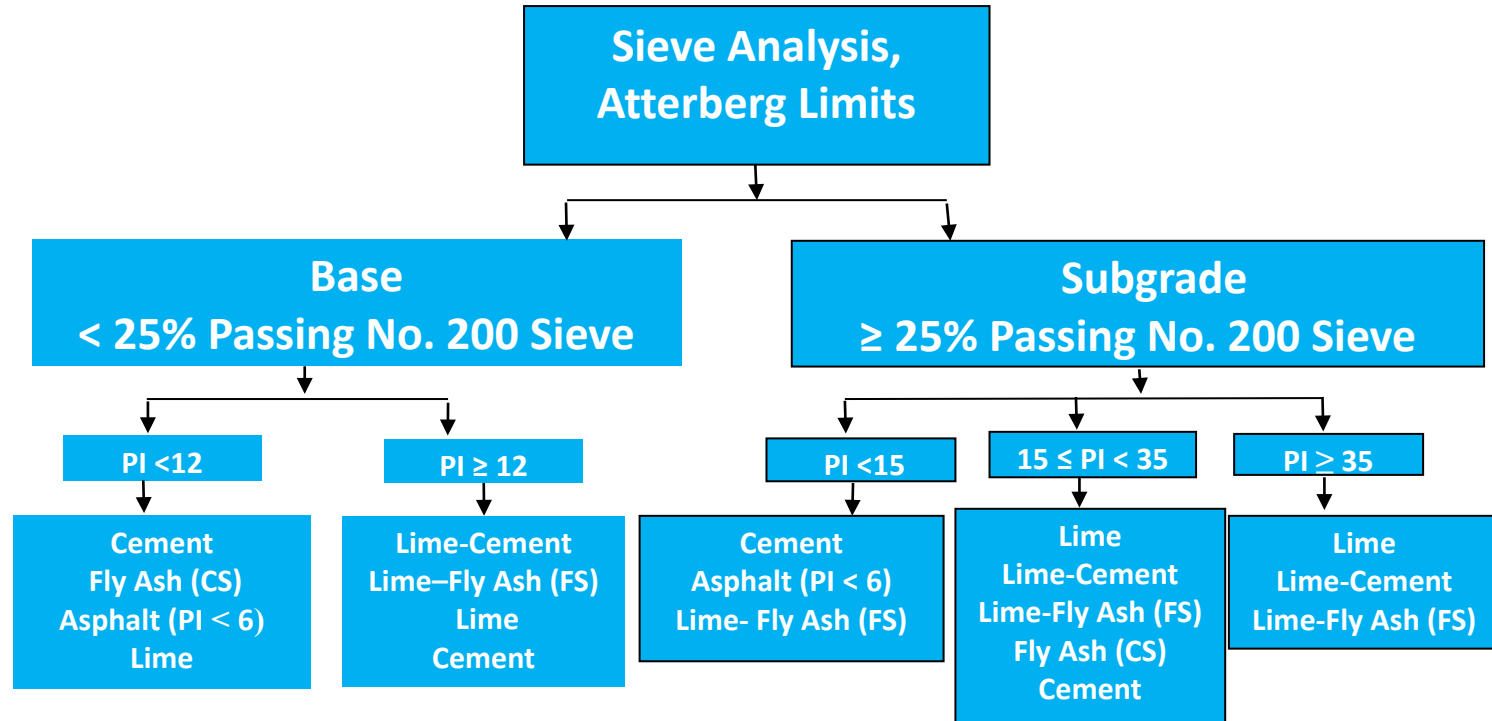 Sieve Analysis,
Atterberg Limits
Base
< 25% Passing No. 200 Sieve
Subgrade
≥ 25% Passing No. 200 Sieve
PI <12
PI ≥ 12
PI <15
15 ≤ PI < 35
PI ≥ 35
Cement
Fly Ash (CS)
Asphalt (PI < 6)
Lime
Lime-Cement
Lime–Fly Ash (FS)
Lime
Cement
Cement
Asphalt (PI < 6)
Lime- Fly Ash (FS)
Lime
Lime-Cement
Lime-Fly Ash (FS)
Fly Ash (CS)
Cement
Lime
Lime-Cement
Lime-Fly Ash (FS)